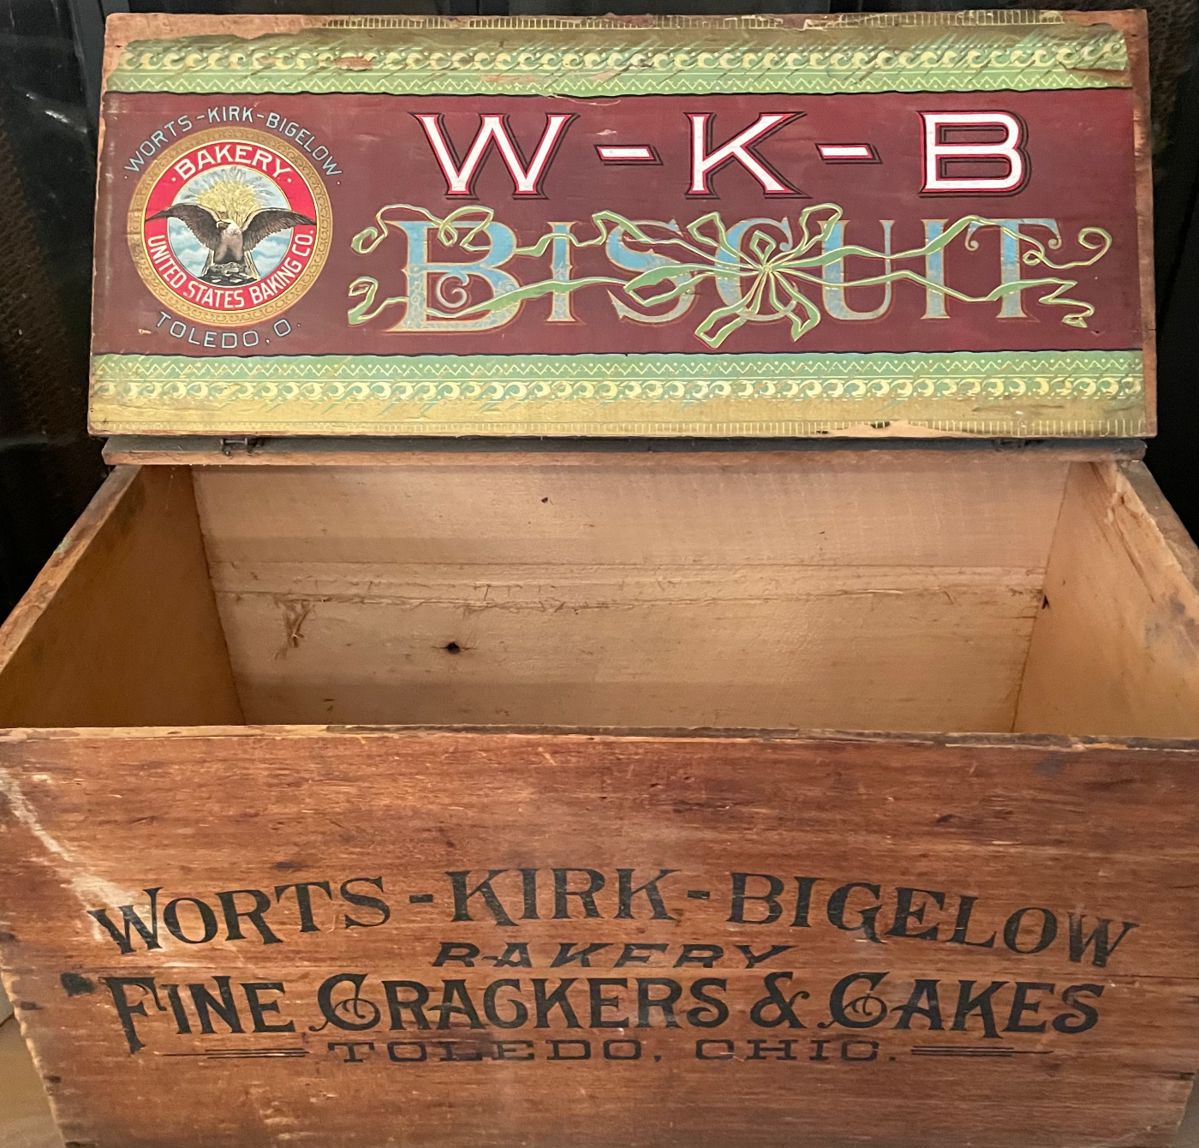 WORTS-KIRK-BIGELOW
BAKERY
UNITED STATES BAKING CO.
TOLEDO, O.
W-K-B
BISCUIT
WORTS-KIRK-BIGELOW
BAKERY
FINE CRACKERS & CAKES
TOLEDO, OHIO.